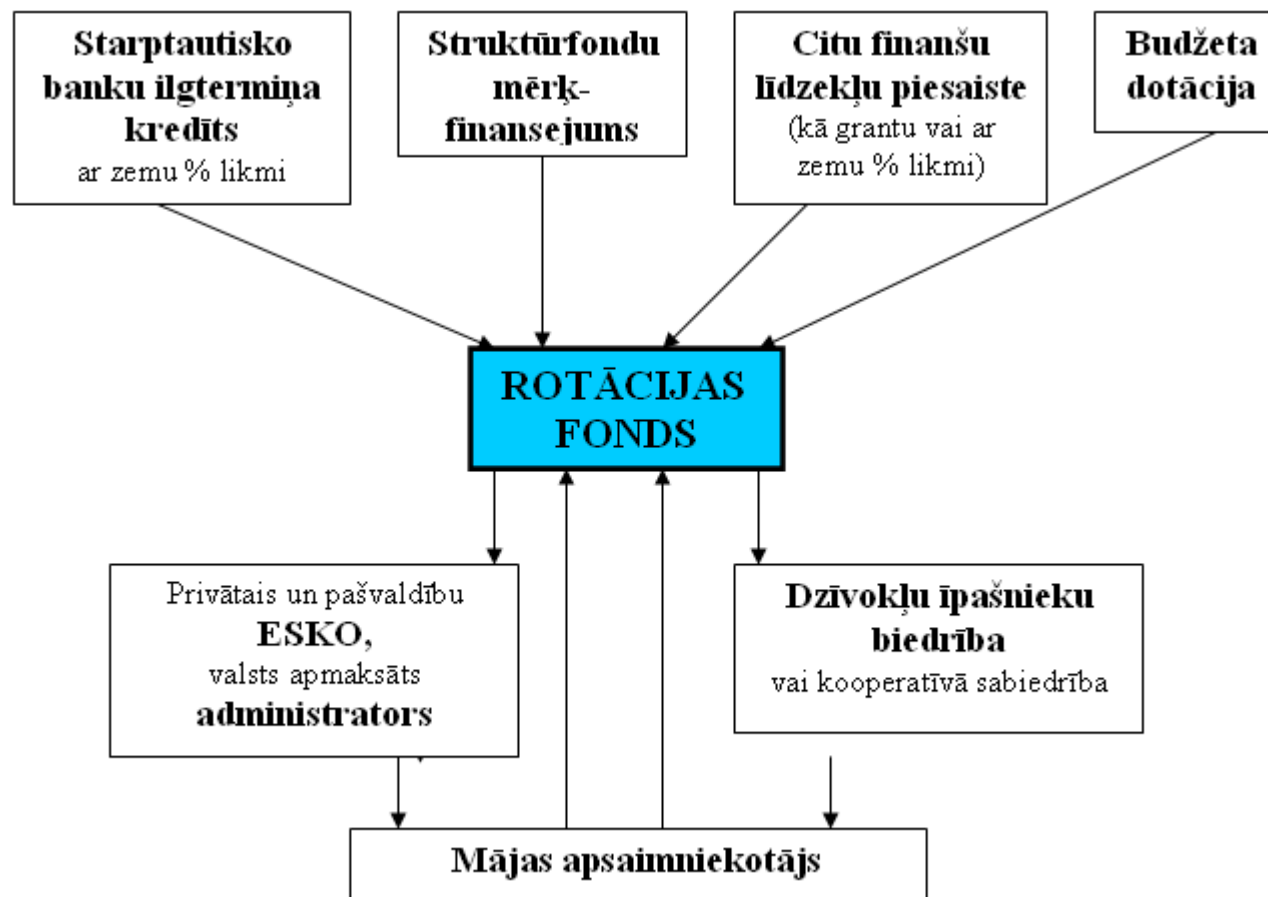 Starptautisko
banku ilgtermiņa
kredīts
ar zemu % likmi
Struktūrfondu
mērķ-
finansejums
Citu finanšu
līdzekļu piesaiste
(kā grantu vai ar
zemu % likmi)
Budžeta
dotācija
ROTĀCIJAS
FONDS
Privātais un pašvaldību
ESKO,
valsts apmaksāts
administrators
Dzīvokļu īpašnieku
biedrība
vai kooperatīvā sabiedrība
Mājas apsaimniekotājs